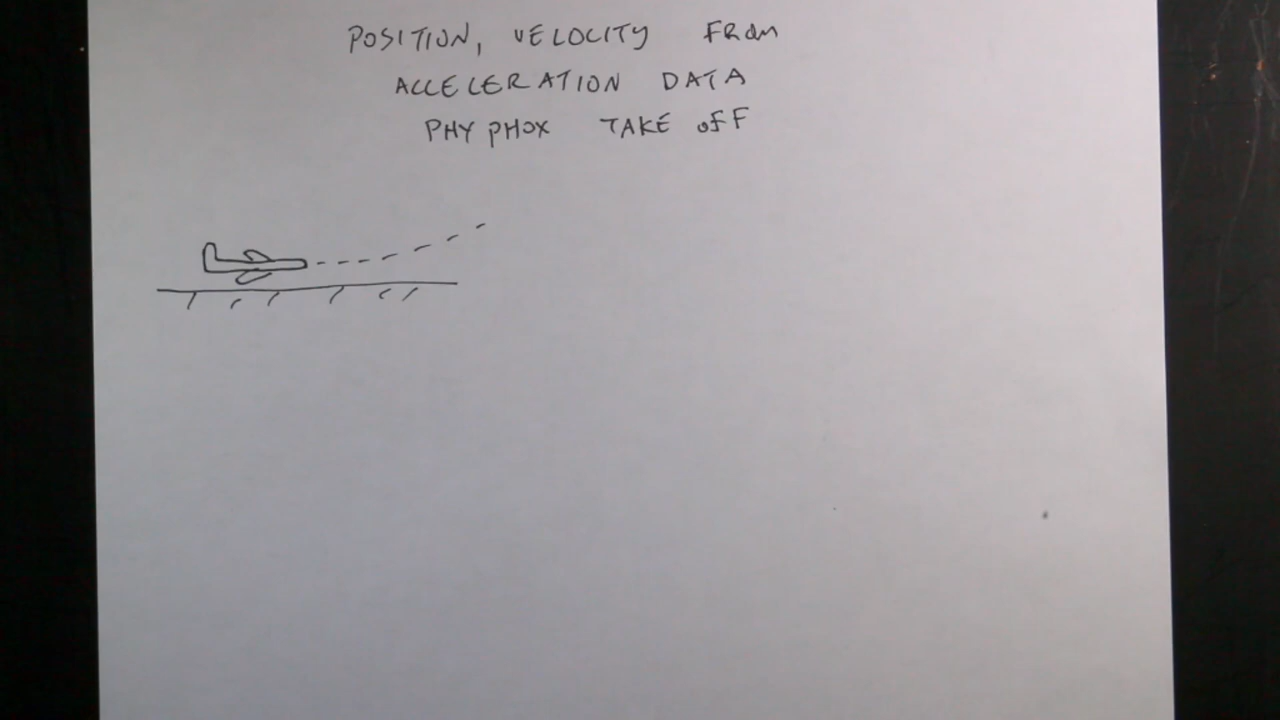 POSITION, VELOCITY FROM
ACCELERATION DATA
PHYPHOX TAKE OFF